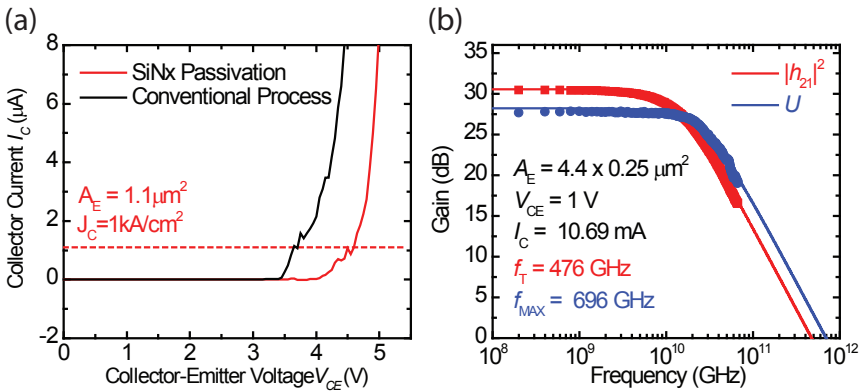 (a)
8
6
4
2
0
-2
SiNx Passivation
Conventional Process
A_E = 1.1μm²
J_C=1kA/cm²
Collector Current I_C (μA)
0 1 2 3 4 5
Collector-Emitter VoltageV_CE(V)
(b)
35
30
25
20
15
10
5
0
|h₂₁|²
U
A_E = 4.4 x 0.25 μm²
V_CE = 1 V
I_C = 10.69 mA
f_T = 476 GHz
f_MAX = 696 GHz
Gain (dB)
10⁸ 10⁹ 10¹⁰ 10¹¹ 10¹²
Frequency (GHz)